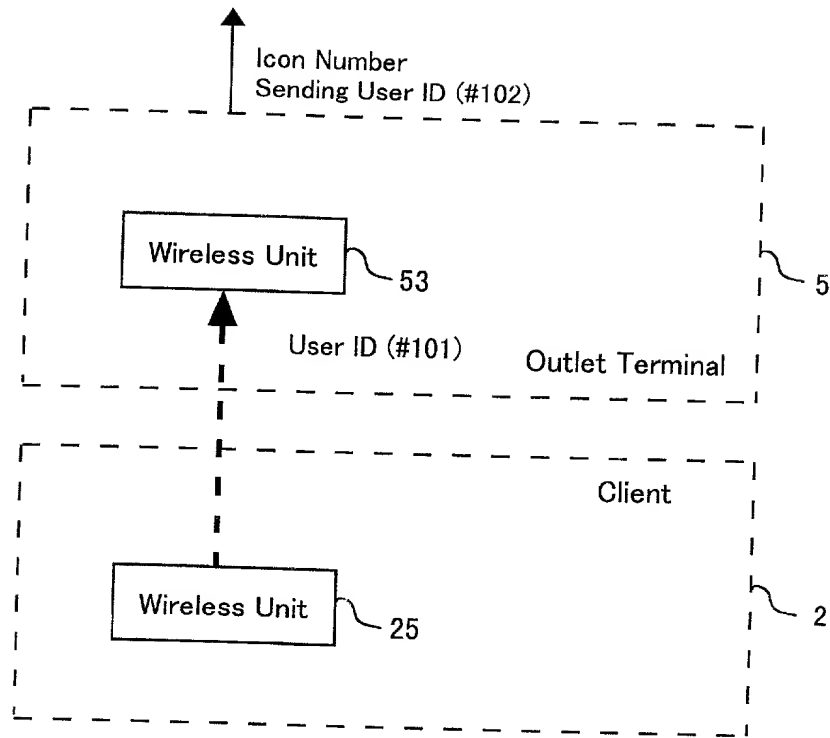 Icon Number
Sending User ID (#102)
Wireless Unit
53
5
User ID (#101)
Outlet Terminal
Client
Wireless Unit
25
2